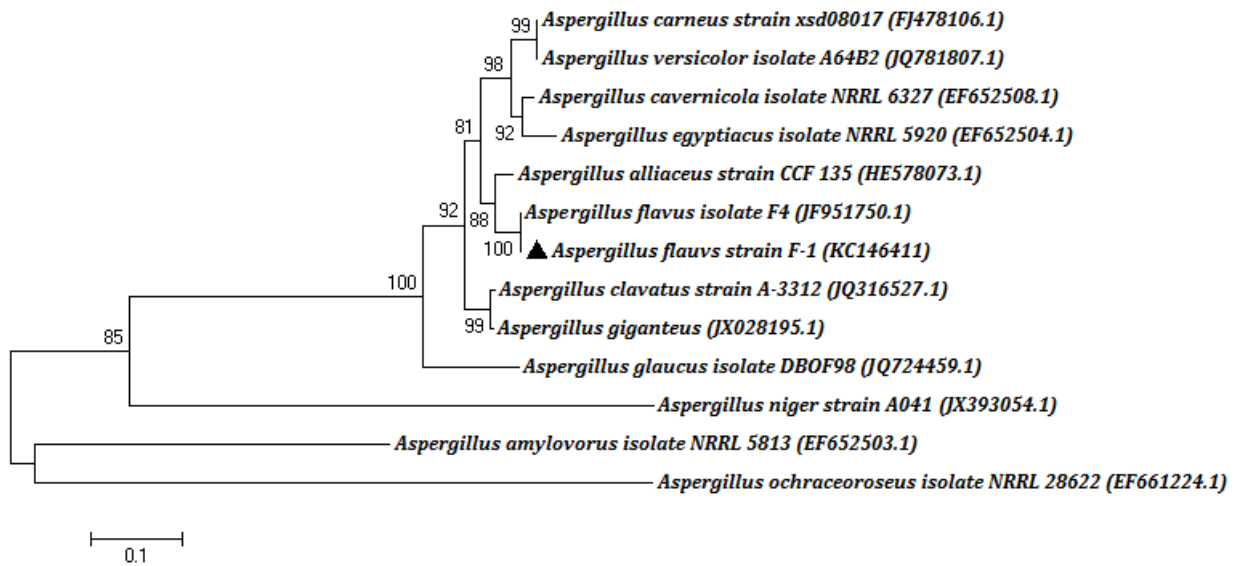 99
Aspergillus carneus strain xsd08017 (FJ478106.1)
Aspergillus versicolor isolate A64B2 (JQ781807.1)
98
Aspergillus cavernicola isolate NRRL 6327 (EF652508.1)
92
Aspergillus egyptiacus isolate NRRL 5920 (EF652504.1)
81
Aspergillus alliaceus strain CCF 135 (HE578073.1)
92
88
Aspergillus flavus isolate F4 (JF951750.1)
100
Aspergillus flauvs strain F-1 (KC146411)
100
Aspergillus clavatus strain A-3312 (JQ316527.1)
99
Aspergillus giganteus (JX028195.1)
85
Aspergillus glaucus isolate DBOF98 (JQ724459.1)
Aspergillus niger strain A041 (JX393054.1)
Aspergillus amylovorus isolate NRRL 5813 (EF652503.1)
Aspergillus ochraceoroseus isolate NRRL 28622 (EF661224.1)
0.1